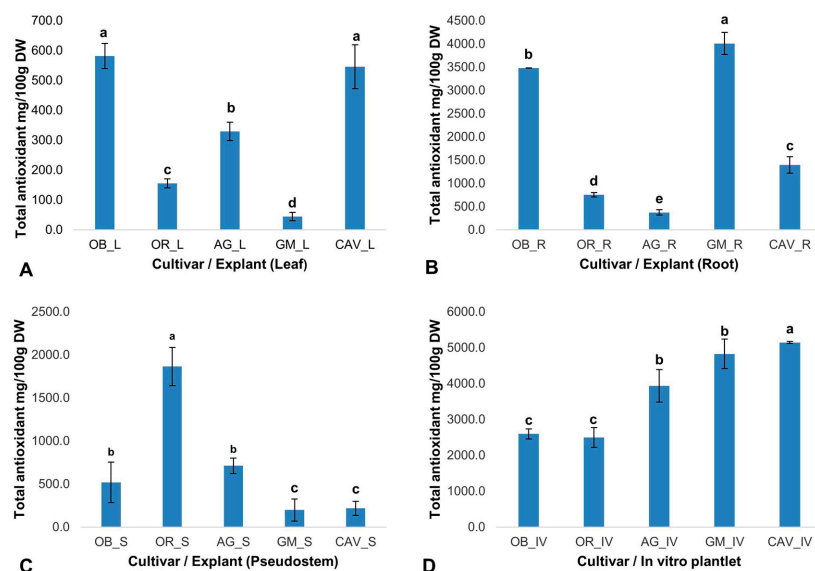 Total antioxidant mg/100g DW
700.0
600.0
500.0
400.0
300.0
200.0
100.0
0.0
a
c
b
d
a
OB_L OR_L AG_L GM_L CAV_L
Cultivar / Explant (Leaf)
A
Total antioxidant mg/100g DW
4500.0
4000.0
3500.0
3000.0
2500.0
2000.0
1500.0
1000.0
500.0
0.0
b
d
e
a
c
OB_R OR_R AG_R GM_R CAV_R
Cultivar / Explant (Root)
B
Total antioxidant mg/100g DW
2500.0
2000.0
1500.0
1000.0
500.0
0.0
b
a
b
c
c
OB_S OR_S AG_S GM_S CAV_S
Cultivar / Explant (Pseudostem)
C
Total antioxidant mg/100g DW
6000.0
5000.0
4000.0
3000.0
2000.0
1000.0
0.0
c
c
b
b
a
OB_IV OR_IV AG_IV GM_IV CAV_IV
Cultivar / In vitro plantlet
D